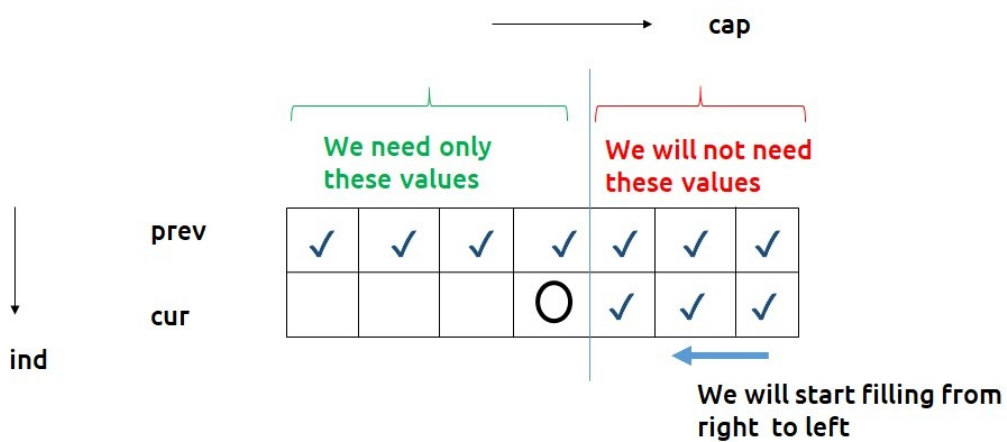 cap
We need only
these values
We will not need
these values
prev
cur
ind
We will start filling from
right to left